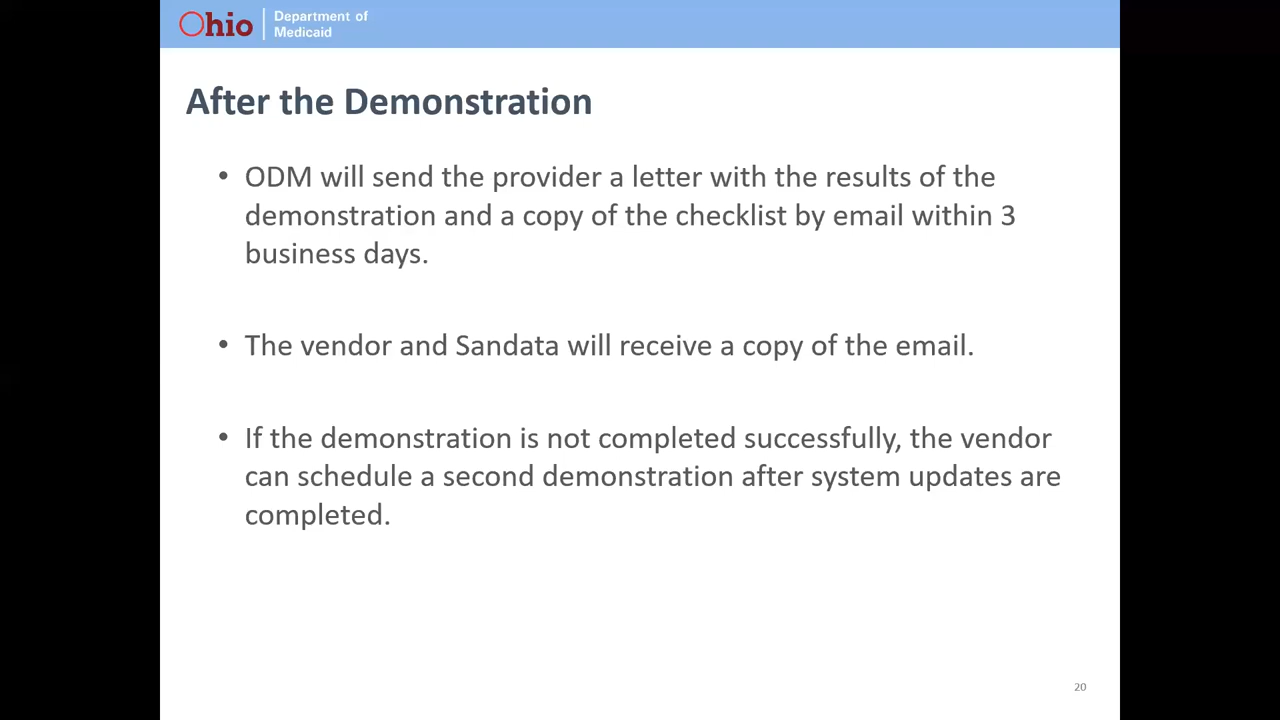 Ohio
Department of
Medicaid
After the Demonstration
• ODM will send the provider a letter with the results of the
demonstration and a copy of the checklist by email within 3
business days.
• The vendor and Sandata will receive a copy of the email.
• If the demonstration is not completed successfully, the vendor
can schedule a second demonstration after system updates are
completed.
20